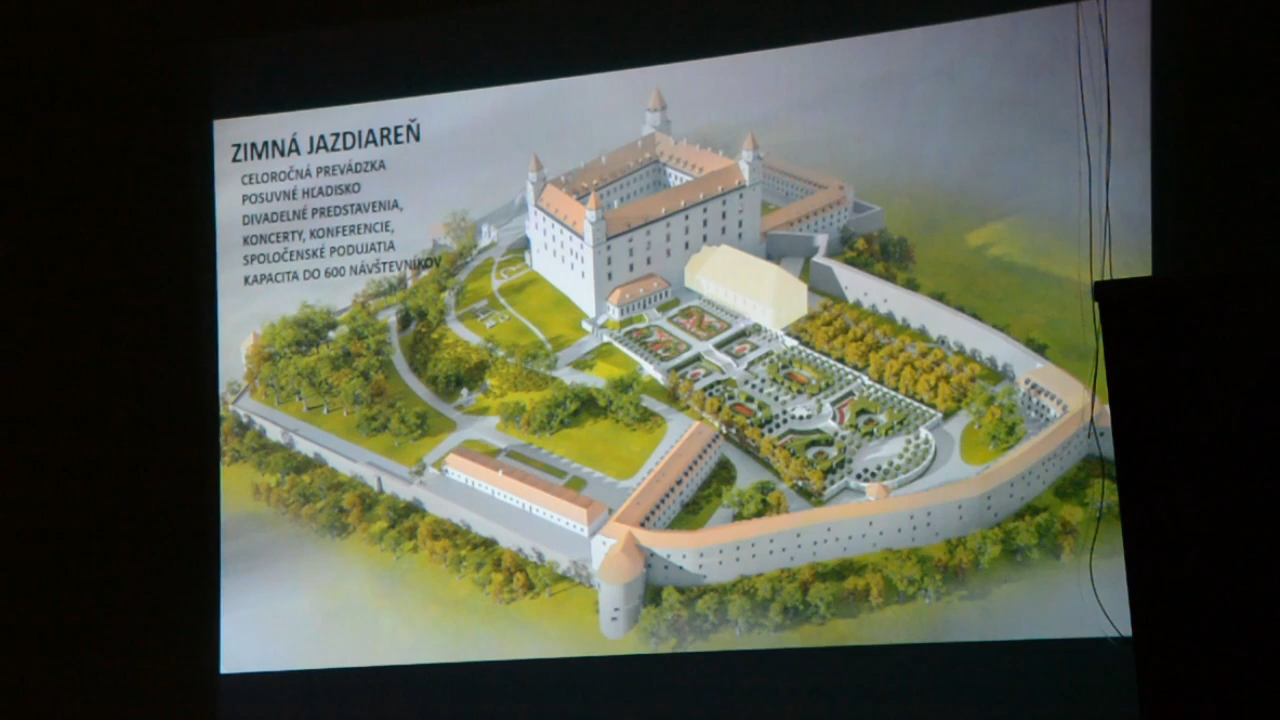 ZIMNÁ JAZDIAREŇ
CELOROČNÁ PREVÁDZKA
POSUVNÉ HĽADISKO
DIVADELNÉ PREDSTAVENIA,
KONCERTY, KONFERENCIE,
SPOLOČENSKÉ PODUJATIA
KAPACITA DO 600 NÁVŠTEVNÍKOV